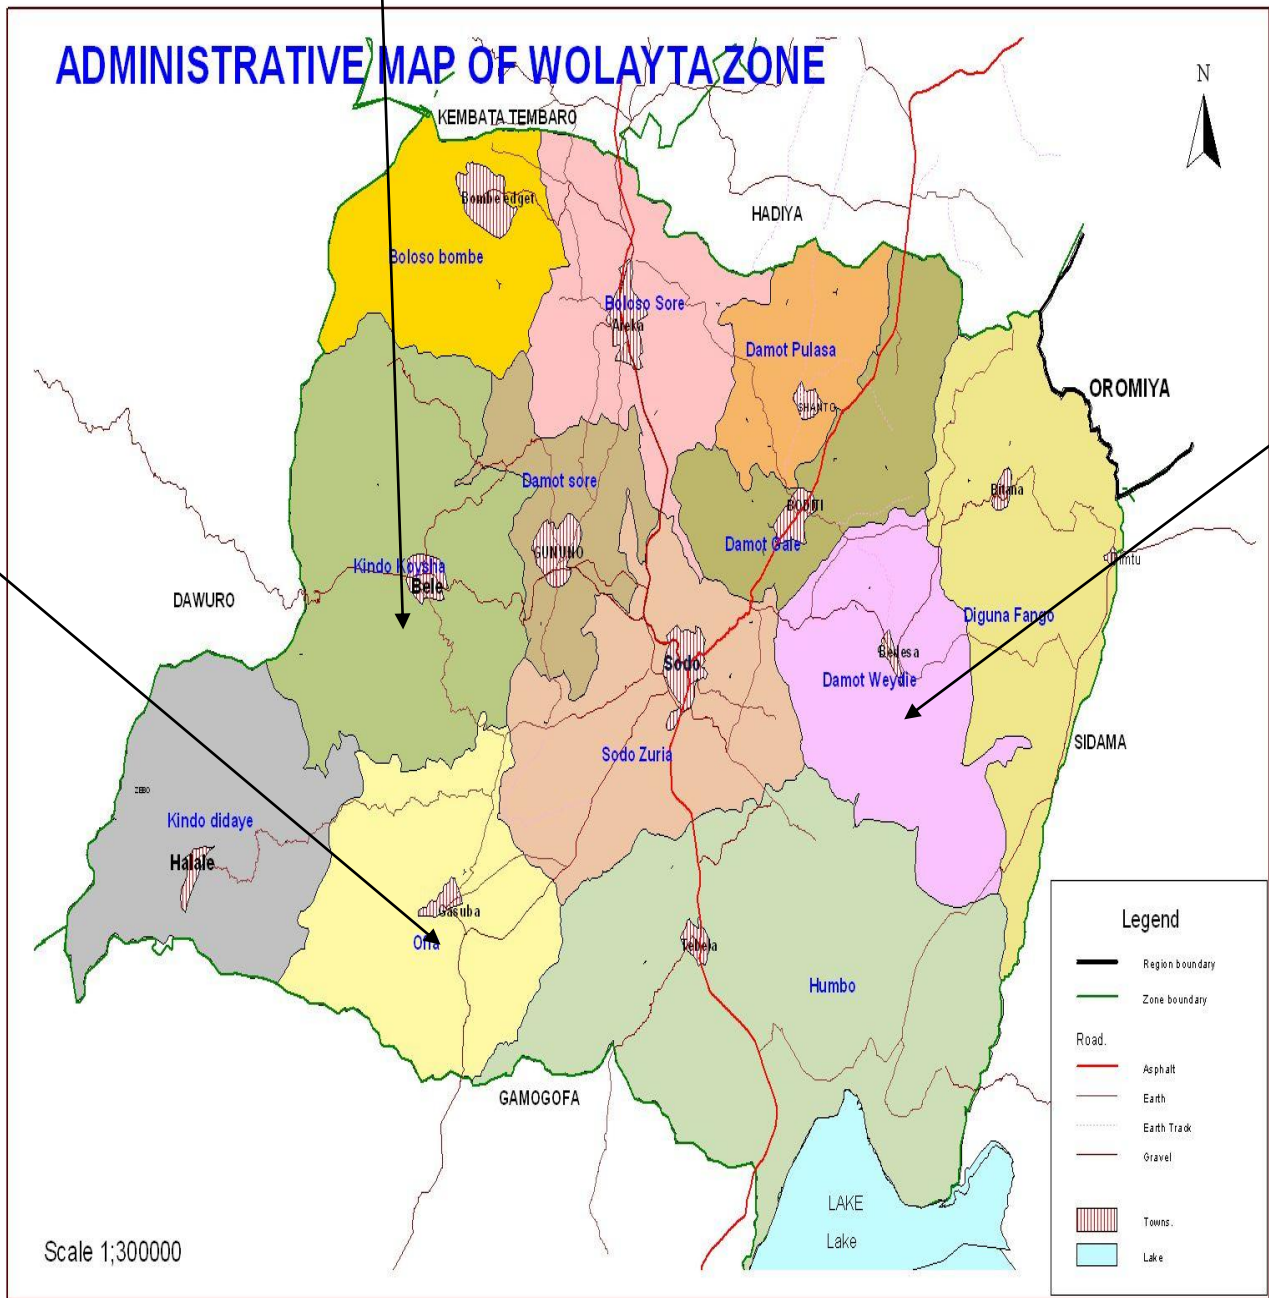 ADMINISTRATIVE MAP OF WOLAYTA ZONE
N
KEMBATA TEMBARO
Bombe edget
HADIYA
Boloso bombe
Boloso Sore
Areka
Damot Pulasa
OROMIYA
SHANTO
Damot sore
Bitana
BODITI
GUNUNO
Damot Gale
Kindo Koysha
Bele
DAWURO
Diguna Fango
Bedesa
Sodo
Damot Weydie
SIDAMA
Sodo Zuria
ZEBO
Kindo didaye
Halale
Gasuba
Offa
Tebela
Humbo
GAMOGOFA
LAKE
Lake
Scale 1;300000
Legend
Region boundary
Zone boundary
Road.
Asphalt
Earth
Earth Track
Gravel
Towns.
Lake